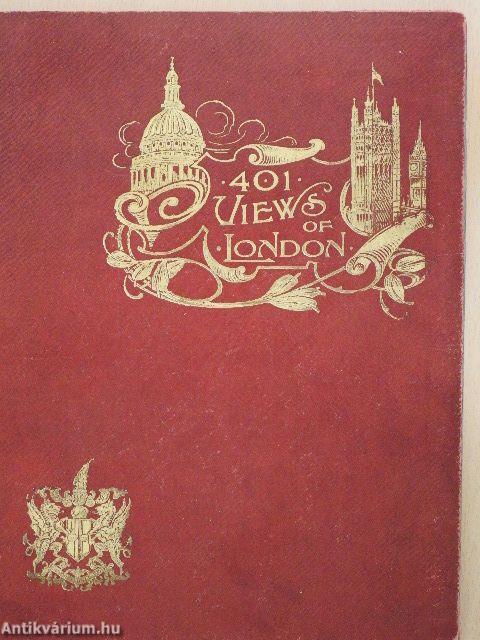 ·401·
VIEWS
OF
·LONDON·
Antikvárium.hu